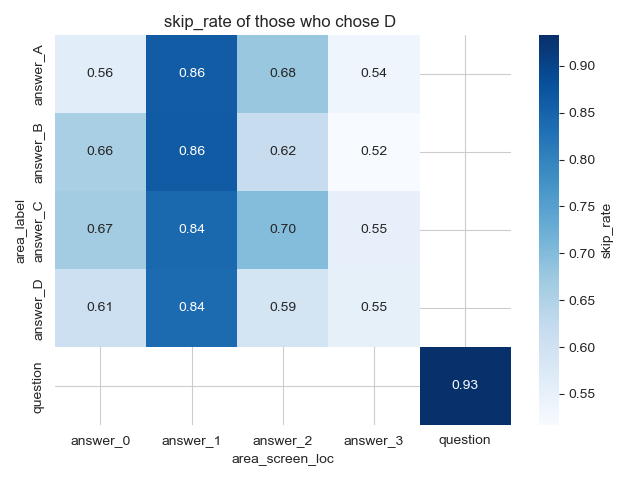 skip_rate of those who chose D
answer_A
0.56 0.86 0.68 0.54
answer_B
0.66 0.86 0.62 0.52
answer_C
0.67 0.84 0.70 0.55
answer_D
0.61 0.84 0.59 0.55
question
0.93
area_label
answer_0 answer_1 answer_2 answer_3 question
area_screen_loc
0.90
0.85
0.80
0.75
0.70
0.65
0.60
0.55
skip_rate